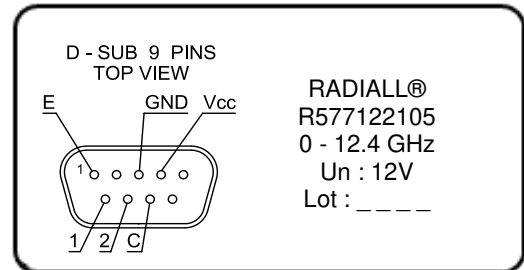 D - SUB 9 PINS
TOP VIEW
E GND Vcc
1
1 2 C
RADIALL®
R577122105
0 - 12.4 GHz
Un : 12V
Lot : _ _ _ _